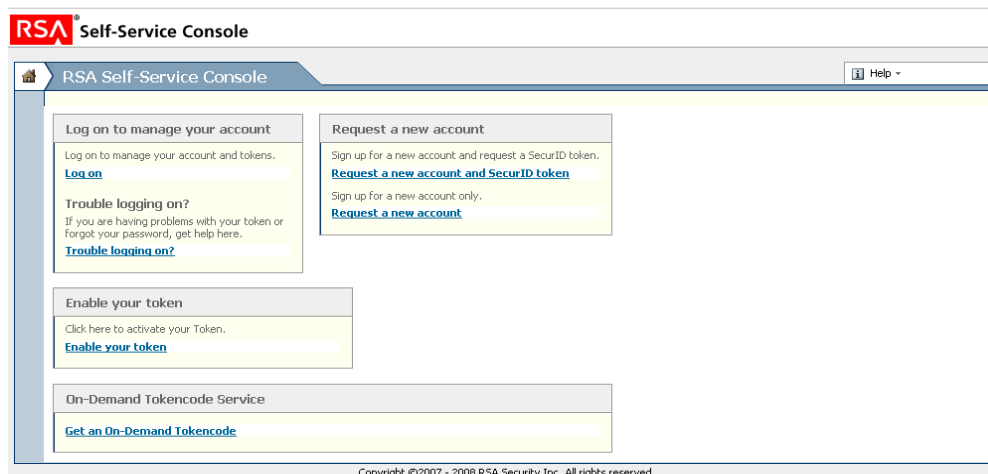 RSA® Self-Service Console
RSA Self-Service Console
Help
Log on to manage your account
Log on to manage your account and tokens.
Log on
Trouble logging on?
If you are having problems with your token or
forgot your password, get help here.
Trouble logging on?
Request a new account
Sign up for a new account and request a SecurID token.
Request a new account and SecurID token
Sign up for a new account only.
Request a new account
Enable your token
Click here to activate your Token.
Enable your token
On-Demand Tokencode Service
Get an On-Demand Tokencode
Copyright ©2007 - 2008 RSA Security Inc. All rights reserved.